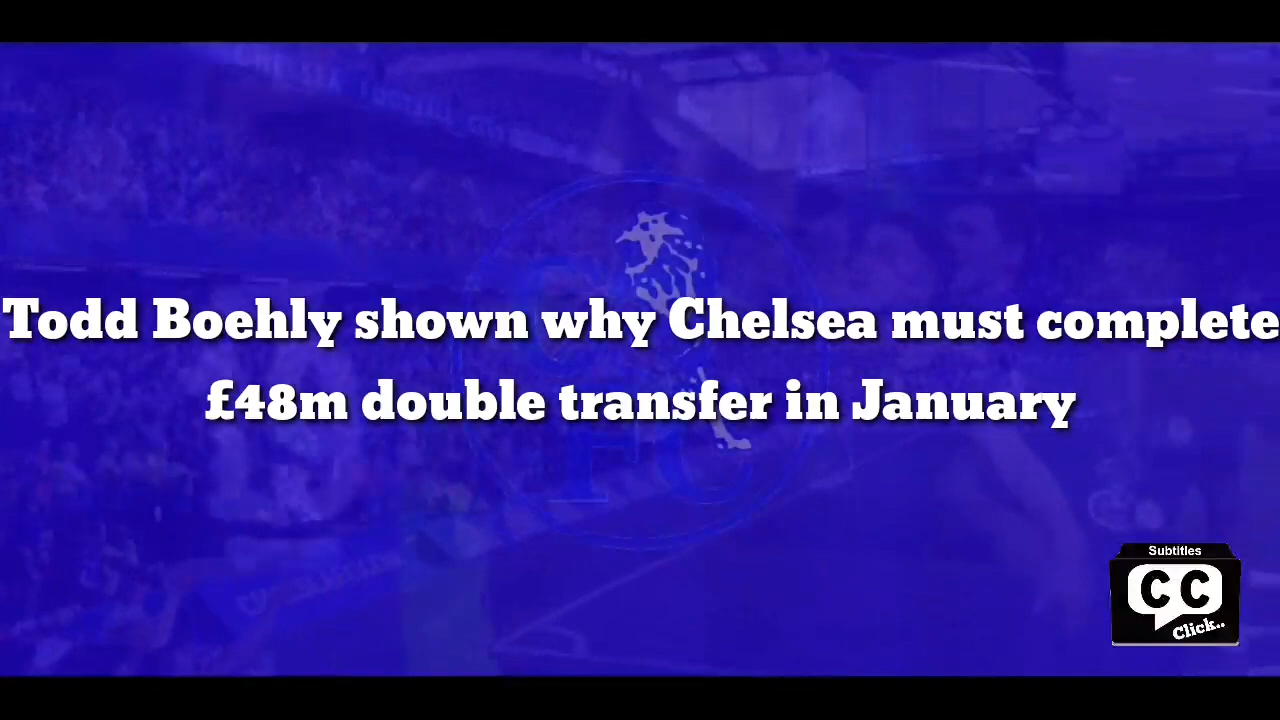 Todd Boehly shown why Chelsea must complete
£48m double transfer in January
Subtitles
CC
Click..